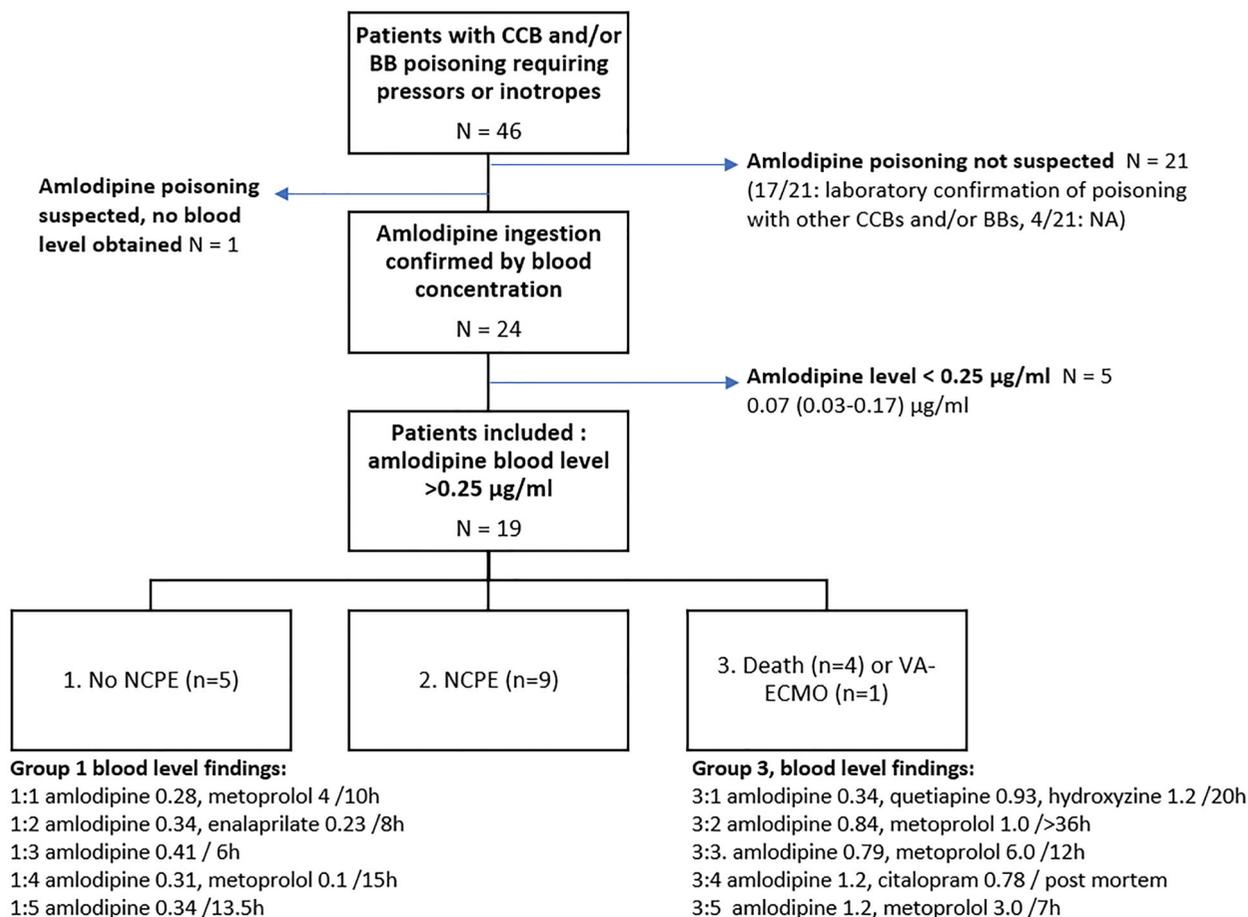 Patients with CCB and/or
BB poisoning requiring
pressors or inotropes
N = 46
Amlodipine poisoning not suspected N = 21
(17/21: laboratory confirmation of poisoning
with other CCBs and/or BBs, 4/21: NA)
Amlodipine poisoning
suspected, no blood
level obtained N = 1
Amlodipine ingestion
confirmed by blood
concentration
N = 24
Amlodipine level < 0.25 µg/ml N = 5
0.07 (0.03-0.17) µg/ml
Patients included :
amlodipine blood level
>0.25 µg/ml
N = 19
1. No NCPE (n=5)
2. NCPE (n=9)
3. Death (n=4) or VA-
ECMO (n=1)
Group 1 blood level findings:
1:1 amlodipine 0.28, metoprolol 4 /10h
1:2 amlodipine 0.34, enalaprilate 0.23 /8h
1:3 amlodipine 0.41 / 6h
1:4 amlodipine 0.31, metoprolol 0.1 /15h
1:5 amlodipine 0.34 /13.5h
Group 3, blood level findings:
3:1 amlodipine 0.34, quetiapine 0.93, hydroxyzine 1.2 /20h
3:2 amlodipine 0.84, metoprolol 1.0 />36h
3:3. amlodipine 0.79, metoprolol 6.0 /12h
3:4 amlodipine 1.2, citalopram 0.78 / post mortem
3:5 amlodipine 1.2, metoprolol 3.0 /7h